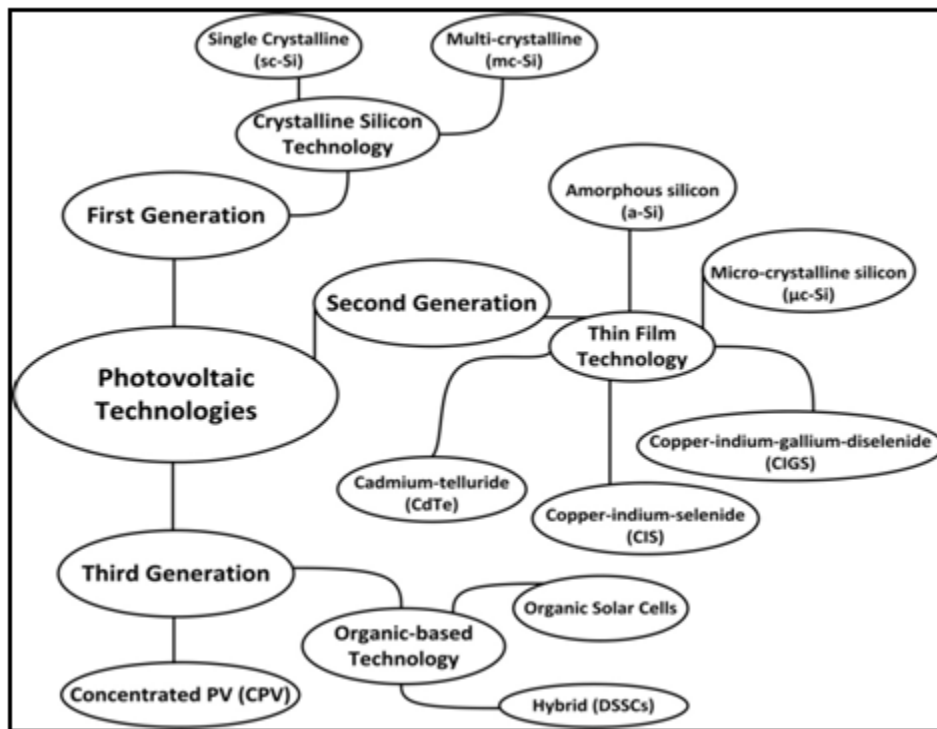 Single Crystalline
(sc-Si)
Multi-crystalline
(mc-Si)
Crystalline Silicon
Technology
First Generation
Amorphous silicon
(a-Si)
Micro-crystalline silicon
(μc-Si)
Second Generation
Thin Film
Technology
Photovoltaic
Technologies
Copper-indium-gallium-diselenide
(CIGS)
Cadmium-telluride
(CdTe)
Copper-indium-selenide
(CIS)
Third Generation
Organic Solar Cells
Organic-based
Technology
Concentrated PV (CPV)
Hybrid (DSSCs)